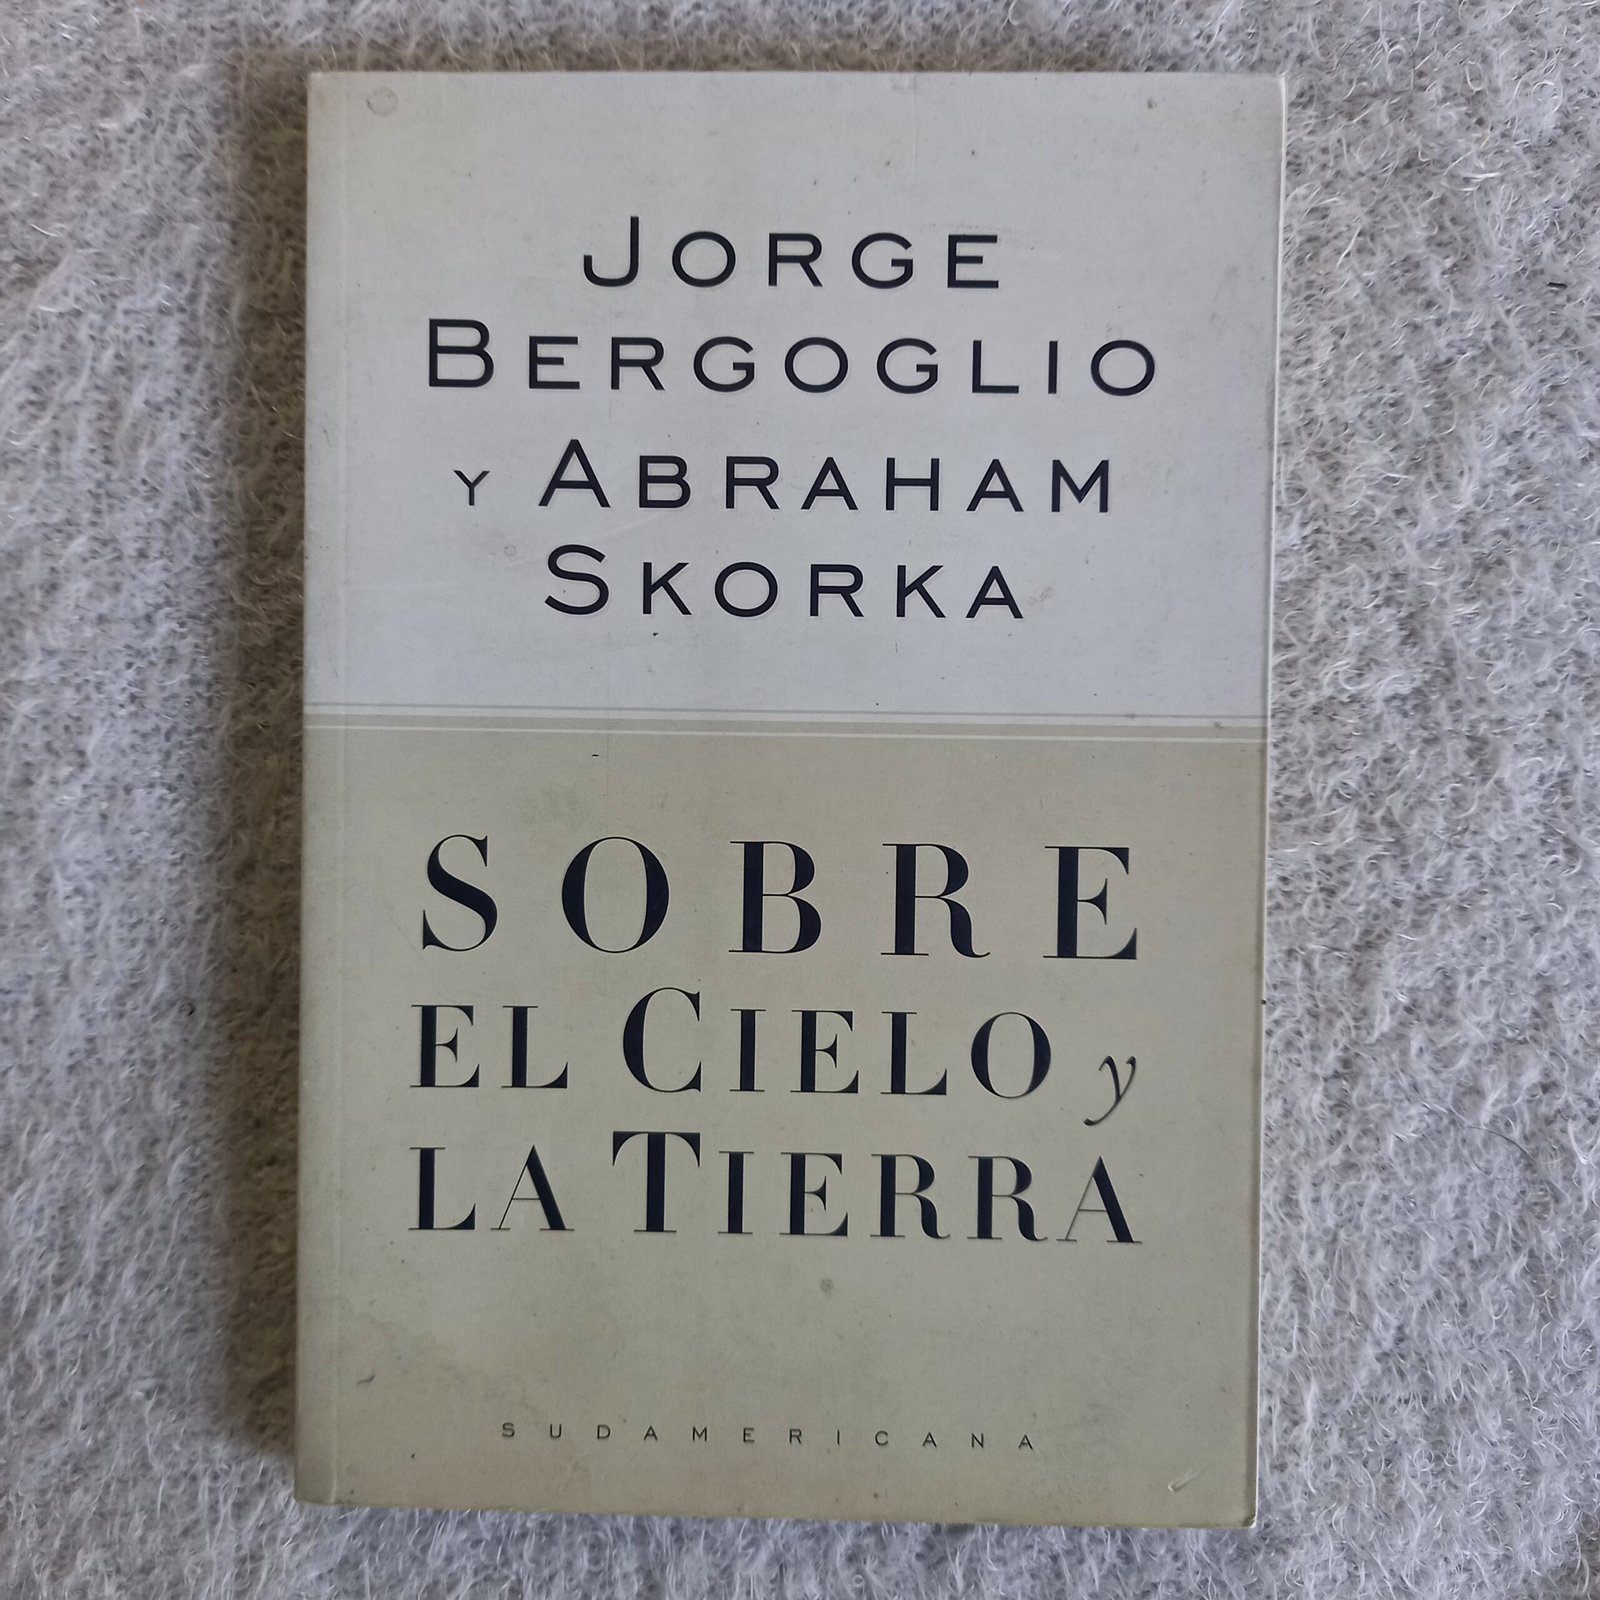 JORGE
BERGOGLIO
Y ABRAHAM
SKORKA
SOBRE
EL CIELO y
LA TIERRA
SUDAMERICANA